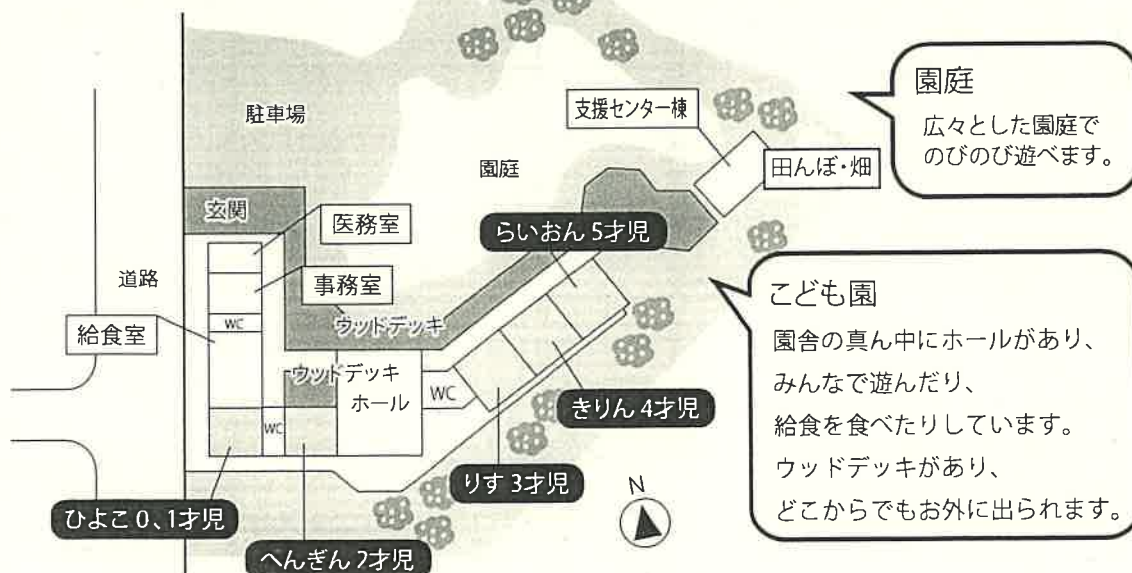 駐車場
支援センター棟
園庭
広々とした園庭で
のびのび遊べます。
園庭
田んぼ・畑
玄関
医務室
らいおん 5才児
道路
事務室
こども園
園舎の真ん中にホールがあり、
みんなで遊んだり、
給食を食べたりしています。
ウッドデッキがあり、
どこからでもお外に出られます。
給食室
WC
ウッドデッキ
ウッドデッキ
ホール
WC
きりん 4才児
WC
りす 3才児
N
ひよこ 0、1才児
ぺんぎん 2才児